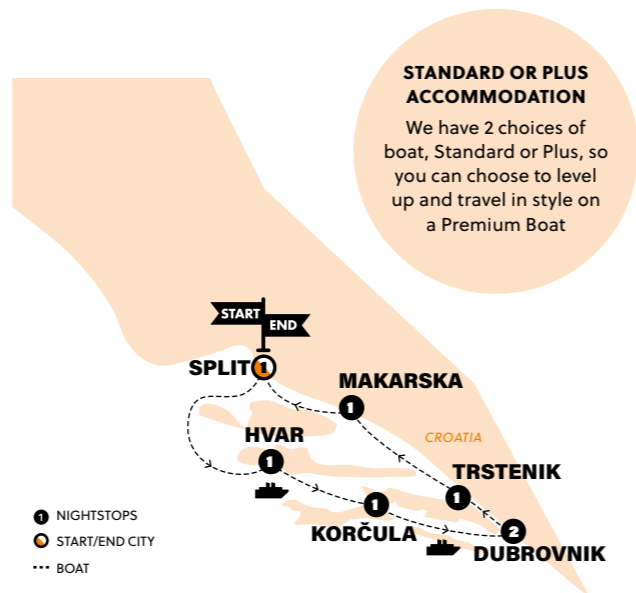 STANDARD OR PLUS
ACCOMMODATION
We have 2 choices of
boat, Standard or Plus, so
you can choose to level
up and travel in style on
a Premium Boat
START
END
SPLIT 1
MAKARSKA
1
CROATIA
HVAR
1
TRSTENIK
1
1
KORČULA
2
DUBROVNIK
1 NIGHTSTOPS
START/END CITY
BOAT